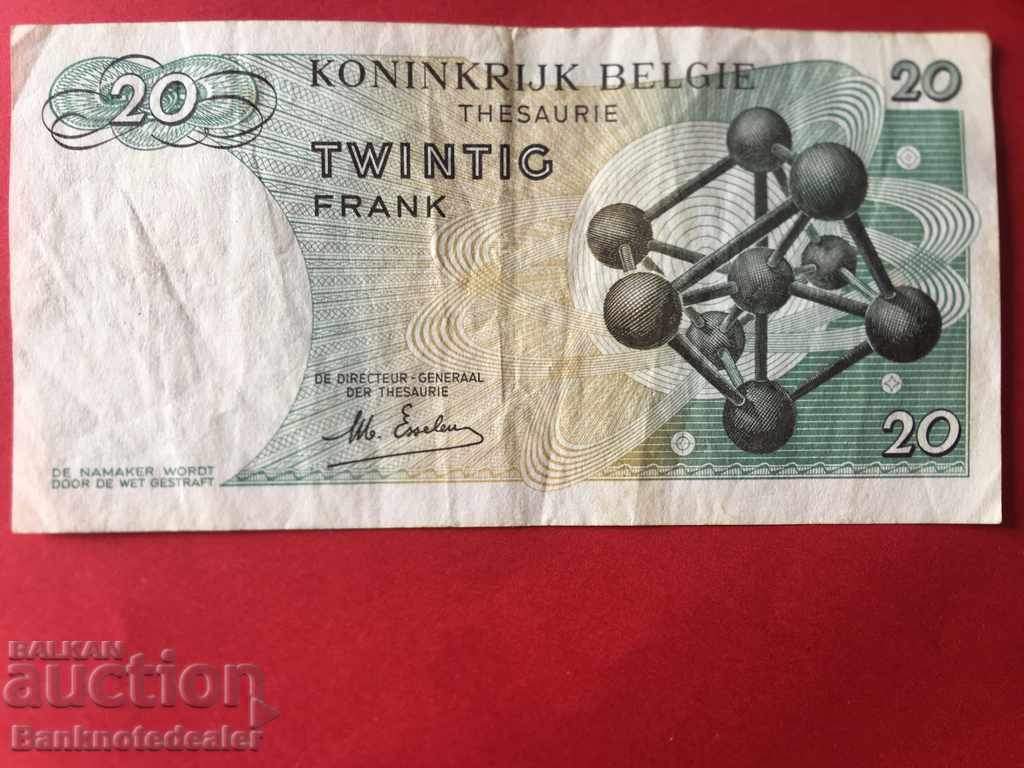 20
KONINKRIJK BELGIE
THESAURIE
20
TWINTIG
FRANK
DE DIRECTEUR-GENERAAL
DER THESAURIE
M. Esselen
20
DE NAMAKER WORDT
DOOR DE WET GESTRAFT
BALKAN
auction
Banknotedealer